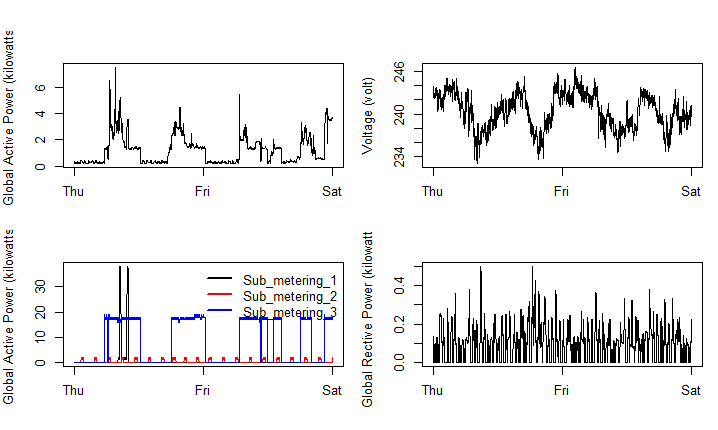 Global Active Power (kilowatts
6
4
2
0
Thu
Fri
Sat
Voltage (volt)
246
240
234
Thu
Fri
Sat
Global Active Power (kilowatts
30
20
10
0
Sub_metering_1
Sub_metering_2
Sub_metering_3
Thu
Fri
Sat
Global Rective Power (kilowatt
0.4
0.2
0.0
Thu
Fri
Sat